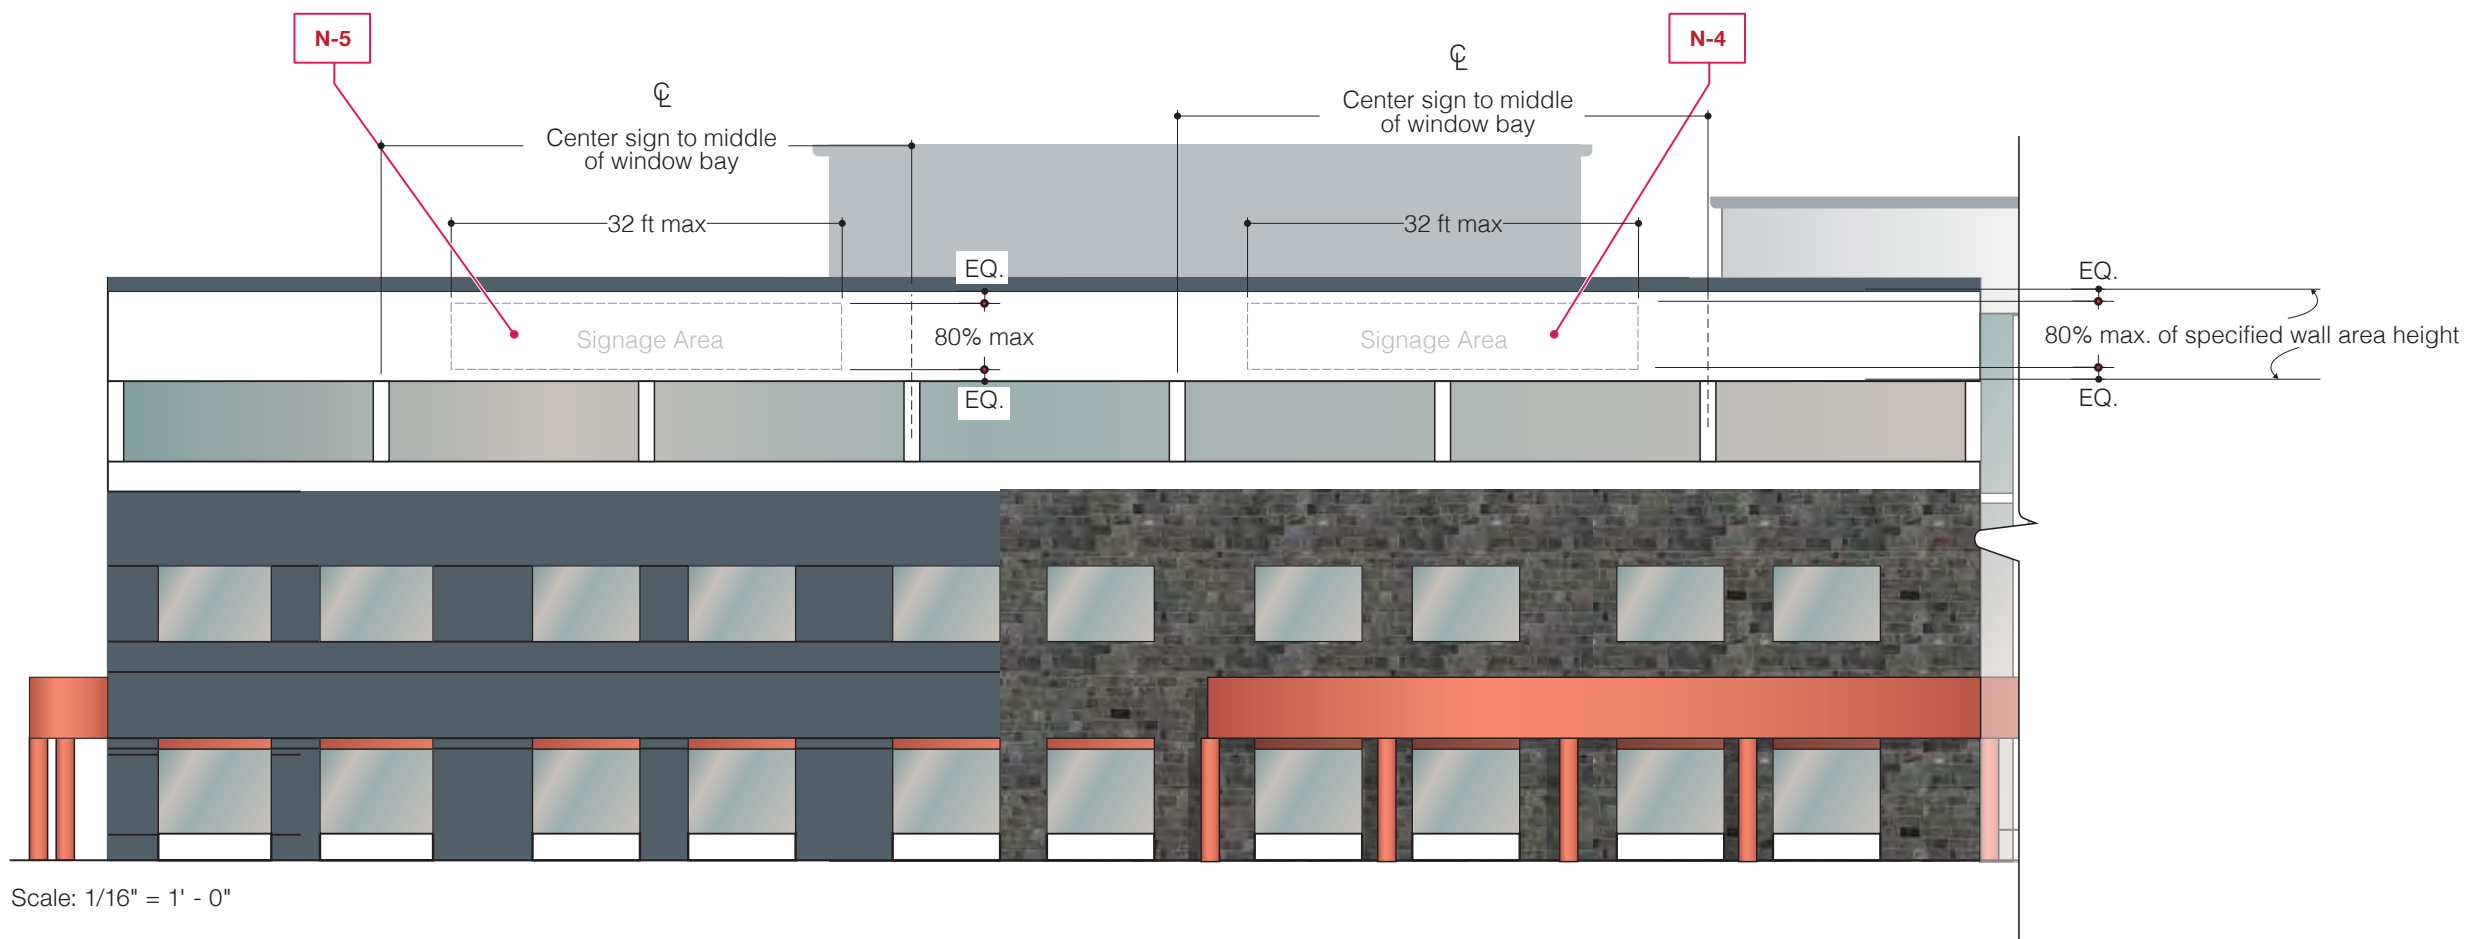 N-5
N-4
℄
℄
Center sign to middle
of window bay
Center sign to middle
of window bay
32 ft max
32 ft max
EQ.
EQ.
Signage Area
80% max
Signage Area
80% max. of specified wall area height
EQ.
EQ.
Scale: 1/16" = 1' - 0"